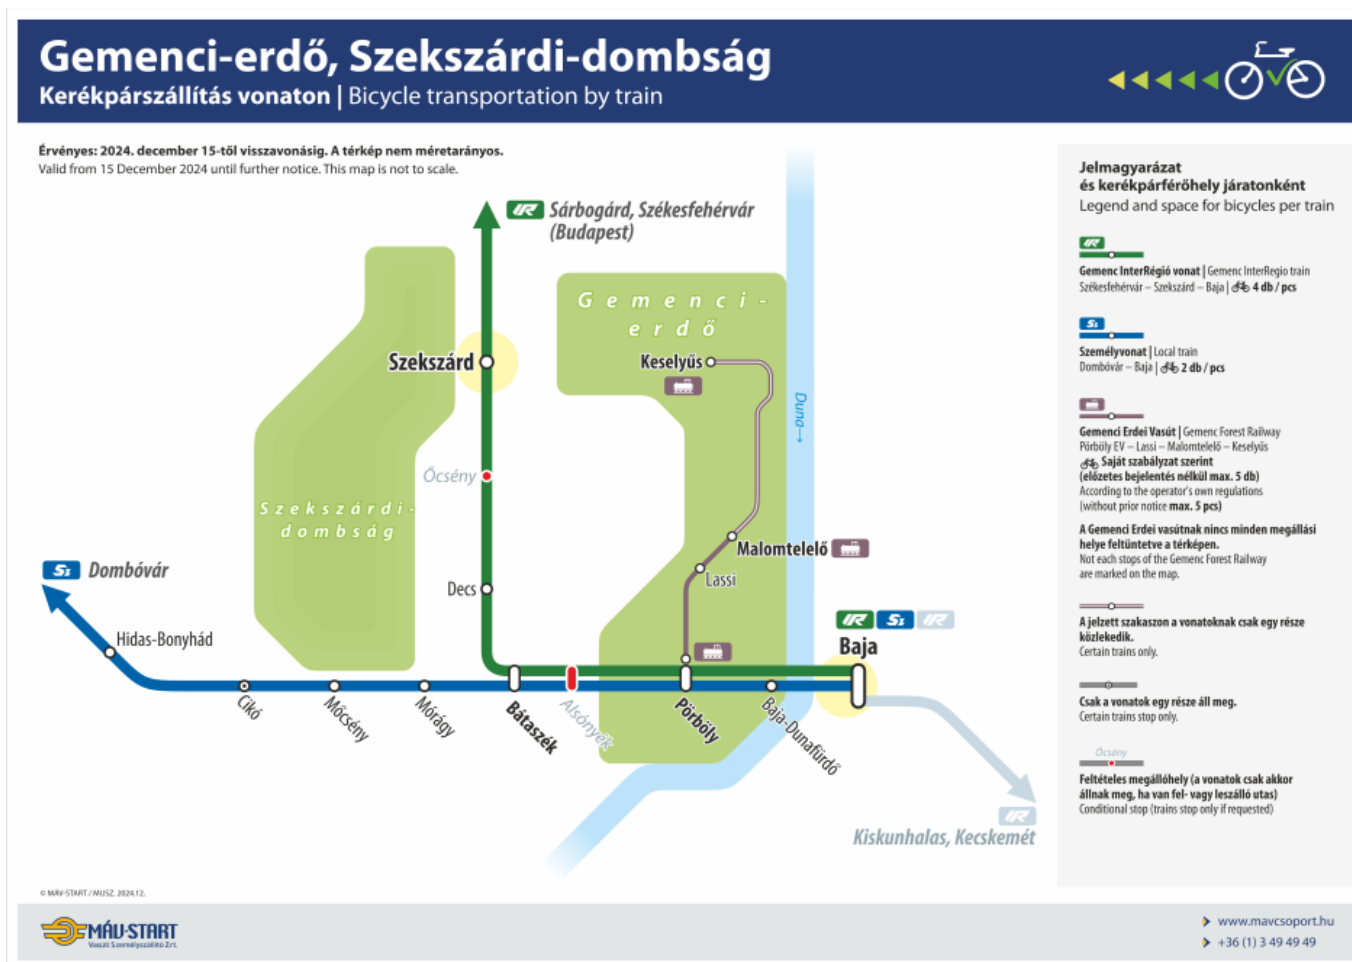 Gemenci-erdő, Szekszárdi-dombság
Kerékpárszállítás vonaton | Bicycle transportation by train
Érvényes: 2024. december 15-től visszavonásig. A térkép nem méretarányos.
Valid from 15 December 2024 until further notice. This map is not to scale.
IR Sárbogárd, Székesfehérvár
(Budapest)
Gemenci-
erdő
Szekszárd
Keselyűs
Duna→
Őcsény
Szekszárdi-
dombság
Malomtelelő
Lassi
Decs
S2 Dombóvár
Hidas-Bonyhád
IR S2 IR
Baja
Cikó
Mőcsény
Mórágy
Bátaszék
Alsónyék
Pörböly
Baja-Dunafürdő
IR
Kiskunhalas, Kecskemét
Jelmagyarázat
és kerékpárférőhely járatonként
Legend and space for bicycles per train
IR
Gemenc InterRégió vonat | Gemenc InterRegio train
Székesfehérvár – Szekszárd – Baja | 4 db / pcs
S2
Személyvonat | Local train
Dombóvár – Baja | 2 db / pcs
Gemenci Erdei Vasút | Gemenc Forest Railway
Pörböly EV – Lassi – Malomtelelő – Keselyűs
Saját szabályzat szerint
(előzetes bejelentés nélkül max. 5 db)
According to the operator's own regulations
(without prior notice max. 5 pcs)
A Gemenci Erdei vasútnak nincs minden megállási
helye feltüntetve a térképen.
Not each stops of the Gemenc Forest Railway
are marked on the map.
A jelzett szakaszon a vonatoknak csak egy része
közlekedik.
Certain trains only.
Csak a vonatok egy része áll meg.
Certain trains stop only.
Őcsény
Feltételes megállóhely (a vonatok csak akkor
állnak meg, ha van fel- vagy leszálló utas)
Conditional stop (trains stop only if requested)
© MÁV-START / MUSZ. 2024.12.
MÁV-START
Vasúti Személyszállító Zrt.
www.mavcsoport.hu
+36 (1) 3 49 49 49